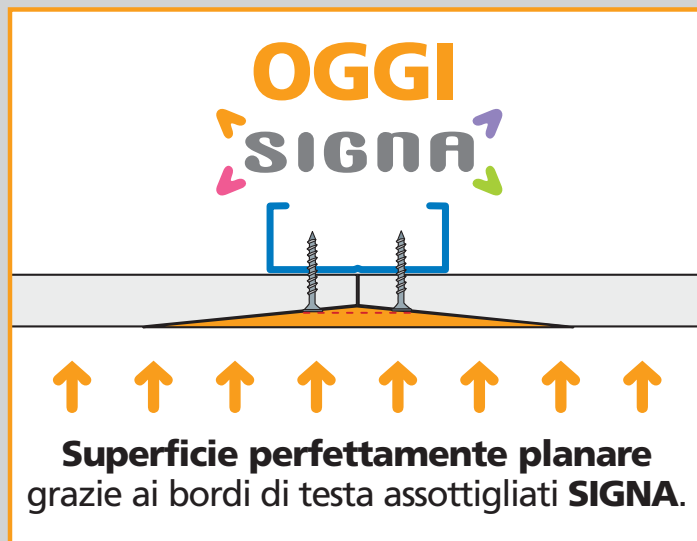 OGGI
SIGNA
Superficie perfettamente planare
grazie ai bordi di testa assottigliati SIGNA.